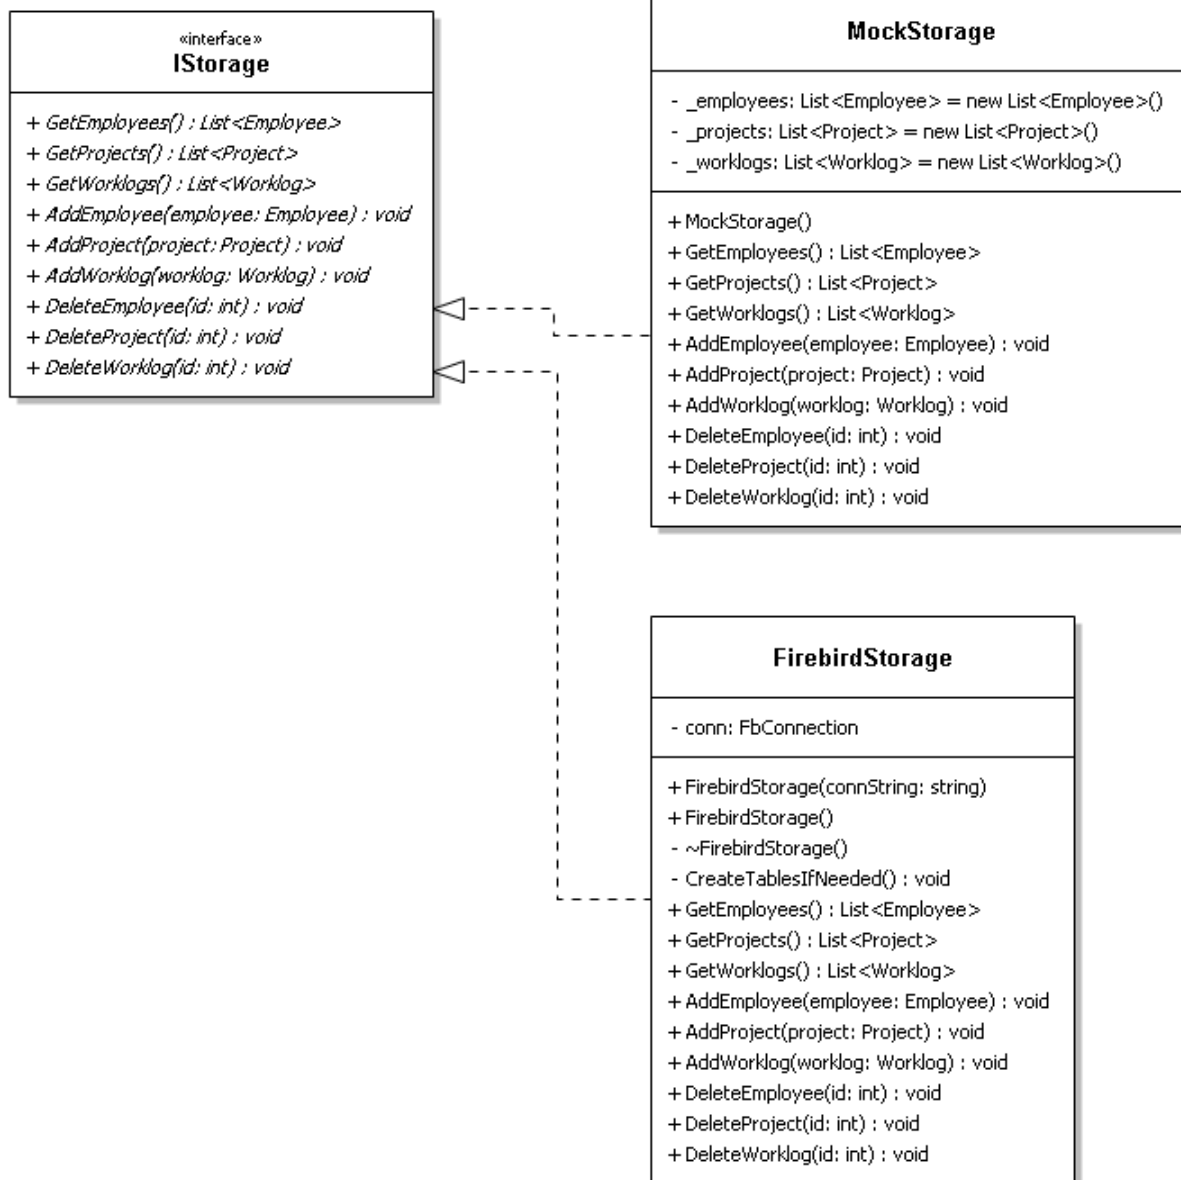 «interface»
IStorage
+ GetEmployees() : List<Employee>
+ GetProjects() : List<Project>
+ GetWorklogs() : List<Worklog>
+ AddEmployee(employee: Employee) : void
+ AddProject(project: Project) : void
+ AddWorklog(worklog: Worklog) : void
+ DeleteEmployee(id: int) : void
+ DeleteProject(id: int) : void
+ DeleteWorklog(id: int) : void
MockStorage
- _employees: List<Employee> = new List<Employee>()
- _projects: List<Project> = new List<Project>()
- _worklogs: List<Worklog> = new List<Worklog>()
+ MockStorage()
+ GetEmployees() : List<Employee>
+ GetProjects() : List<Project>
+ GetWorklogs() : List<Worklog>
+ AddEmployee(employee: Employee) : void
+ AddProject(project: Project) : void
+ AddWorklog(worklog: Worklog) : void
+ DeleteEmployee(id: int) : void
+ DeleteProject(id: int) : void
+ DeleteWorklog(id: int) : void
FirebirdStorage
- conn: FbConnection
+ FirebirdStorage(connString: string)
+ FirebirdStorage()
- ~FirebirdStorage()
- CreateTablesIfNeeded() : void
+ GetEmployees() : List<Employee>
+ GetProjects() : List<Project>
+ GetWorklogs() : List<Worklog>
+ AddEmployee(employee: Employee) : void
+ AddProject(project: Project) : void
+ AddWorklog(worklog: Worklog) : void
+ DeleteEmployee(id: int) : void
+ DeleteProject(id: int) : void
+ DeleteWorklog(id: int) : void